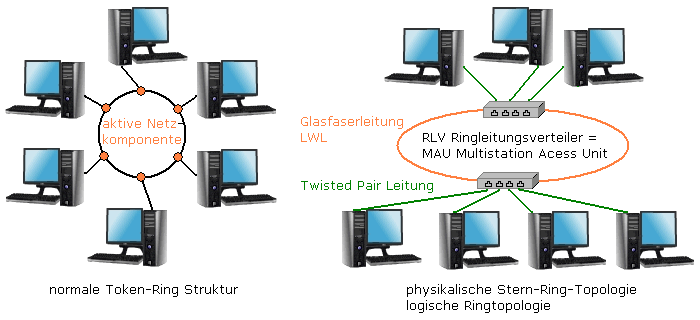 aktive Netz-
komponente
normale Token-Ring Struktur
Glasfaserleitung
LWL
RLV Ringleitungsverteiler =
MAU Multistation Acess Unit
Twisted Pair Leitung
physikalische Stern-Ring-Topologie
logische Ringtopologie